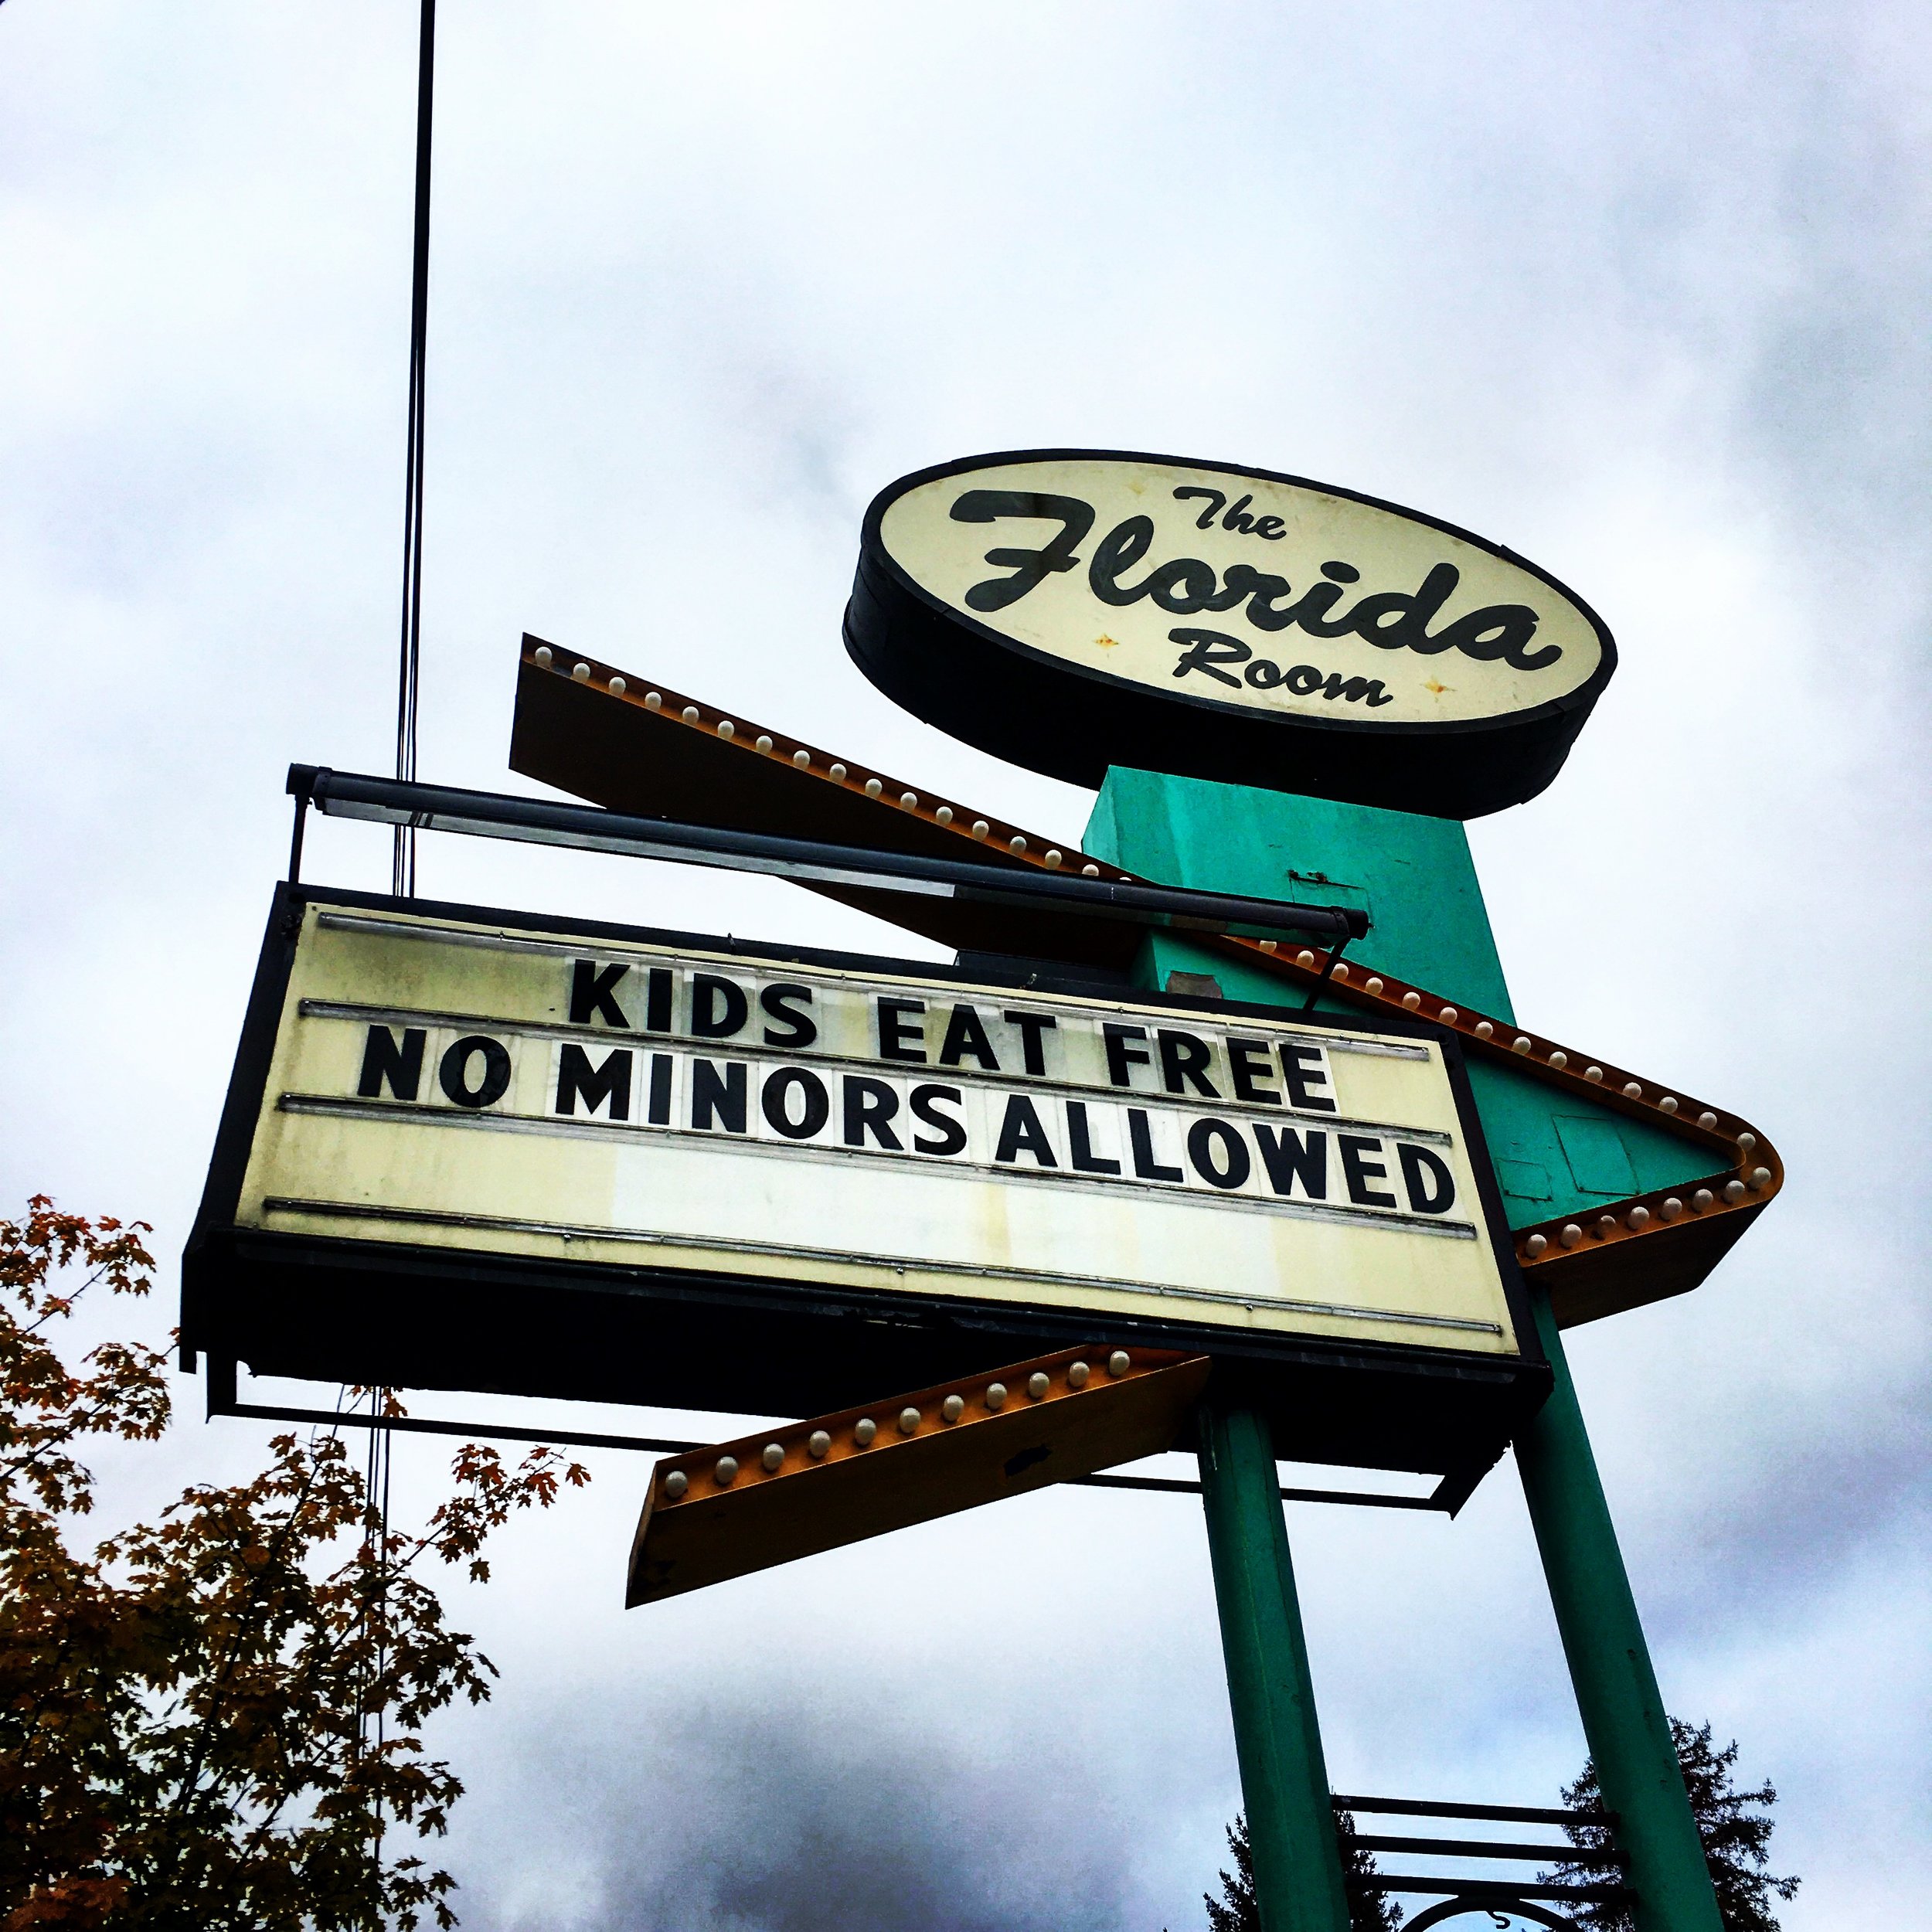 The
Florida
Room
KIDS EAT FREE
NO MINORS ALLOWED